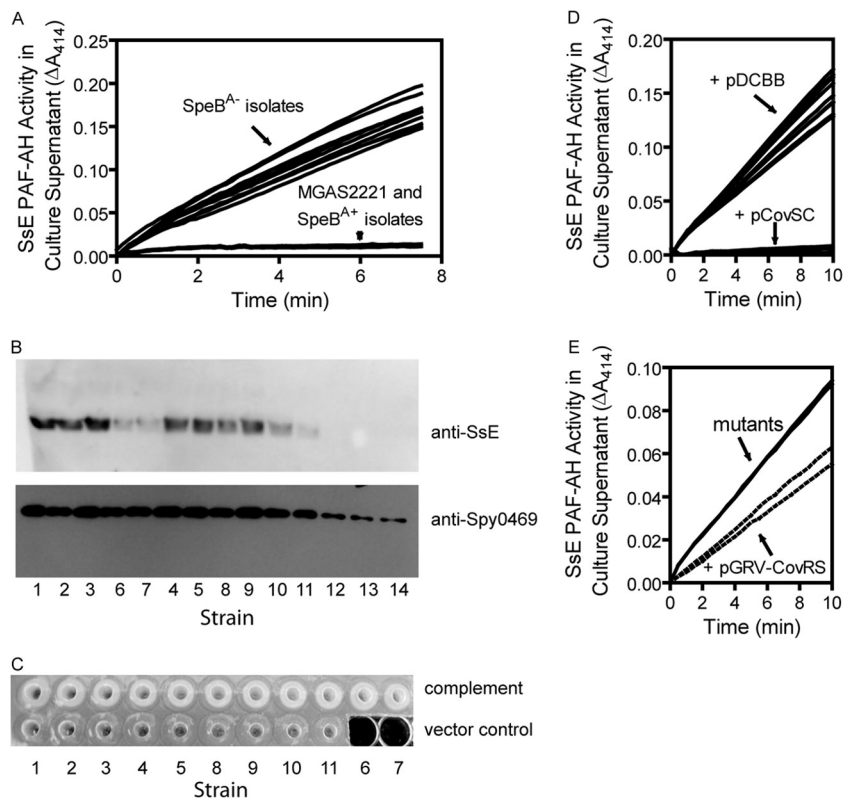 A
SsE PAF-AH Activity in
Culture Supernatant (ΔA414)
0.25
0.20
0.15
0.10
0.05
0.00
SpeBA- isolates
MGAS2221 and
SpeBA+ isolates
0 2 4 6 8
Time (min)
B
anti-SsE
anti-Spy0469
1 2 3 6 7 4 5 8 9 10 11 12 13 14
Strain
C
complement
vector control
1 2 3 4 5 8 9 10 11 6 7
Strain
D
SsE PAF-AH Activity in
Culture Supernatant (ΔA414)
0.20
0.15
0.10
0.05
0.00
+ pDCBB
+ pCovSC
0 2 4 6 8 10
Time (min)
E
SsE PAF-AH Activity in
Culture Supernatant (ΔA414)
0.10
0.08
0.06
0.04
0.02
0.00
mutants
+ pGRV-CovRS
0 2 4 6 8 10
Time (min)